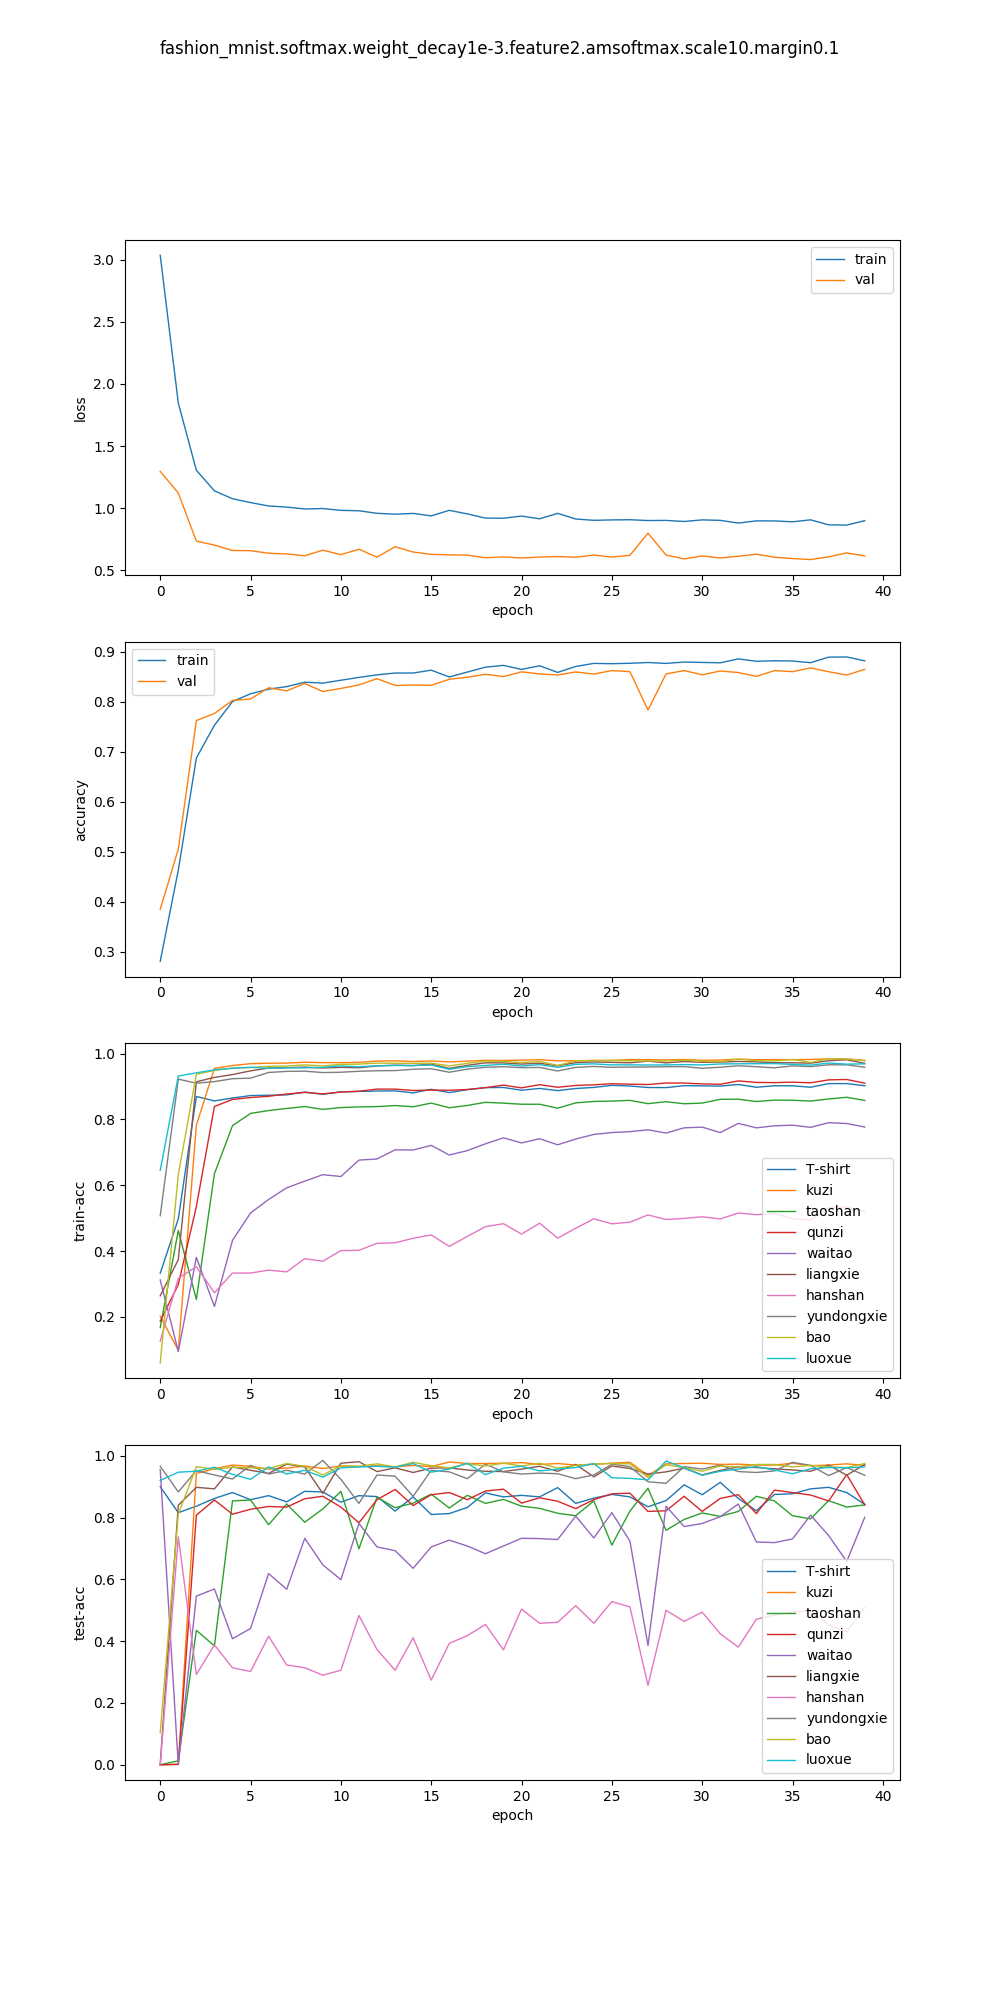 fashion_mnist.softmax.weight_decay1e-3.feature2.amsoftmax.scale10.margin0.1
3.0
2.5
2.0
1.5
1.0
0.5
loss
train
val
0 5 10 15 20 25 30 35 40
epoch
0.9
0.8
0.7
0.6
0.5
0.4
0.3
accuracy
train
val
0 5 10 15 20 25 30 35 40
epoch
1.0
0.8
0.6
0.4
0.2
train-acc
T-shirt
kuzi
taoshan
qunzi
waitao
liangxie
hanshan
yundongxie
bao
luoxue
0 5 10 15 20 25 30 35 40
epoch
1.0
0.8
0.6
0.4
0.2
0.0
test-acc
T-shirt
kuzi
taoshan
qunzi
waitao
liangxie
hanshan
yundongxie
bao
luoxue
0 5 10 15 20 25 30 35 40
epoch